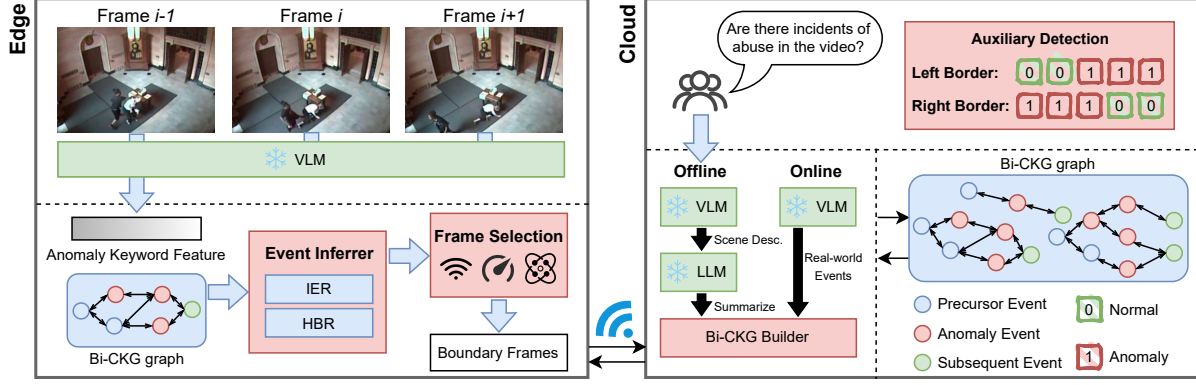 Edge
Frame i-1
Frame i
Frame i+1
VLM
Anomaly Keyword Feature
Bi-CKG graph
Event Inferrer
IER
HBR
Frame Selection
Boundary Frames
Cloud
Are there incidents of
abuse in the video?
Auxiliary Detection
Left Border: 0 0 1 1 1
Right Border: 1 1 1 0 0
Offline
Online
VLM
VLM
Scene Desc.
LLM
Real-world
Events
Summarize
Bi-CKG Builder
Bi-CKG graph
Precursor Event
Anomaly Event
Subsequent Event
0 Normal
1 Anomaly